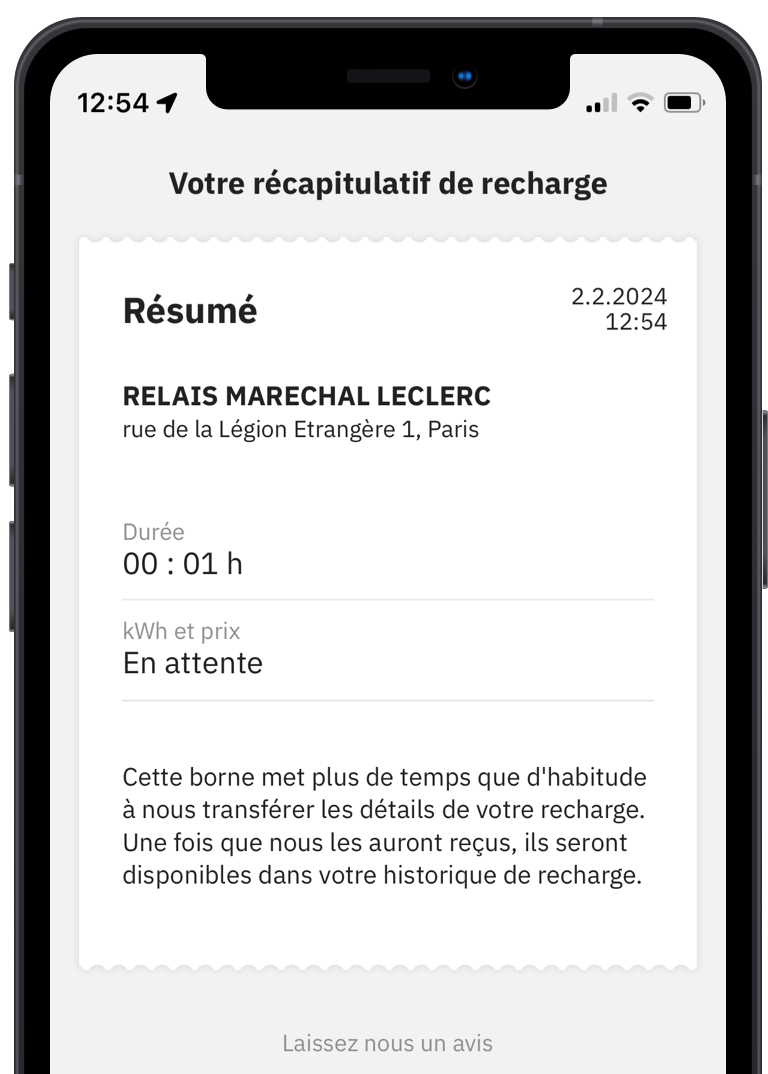 12:54
Votre récapitulatif de recharge
Résumé
2.2.2024
12:54
RELAIS MARECHAL LECLERC
rue de la Légion Etrangère 1, Paris
Durée
00 : 01 h
kWh et prix
En attente
Cette borne met plus de temps que d'habitude
à nous transférer les détails de votre recharge.
Une fois que nous les auront reçus, ils seront
disponibles dans votre historique de recharge.
Laissez nous un avis